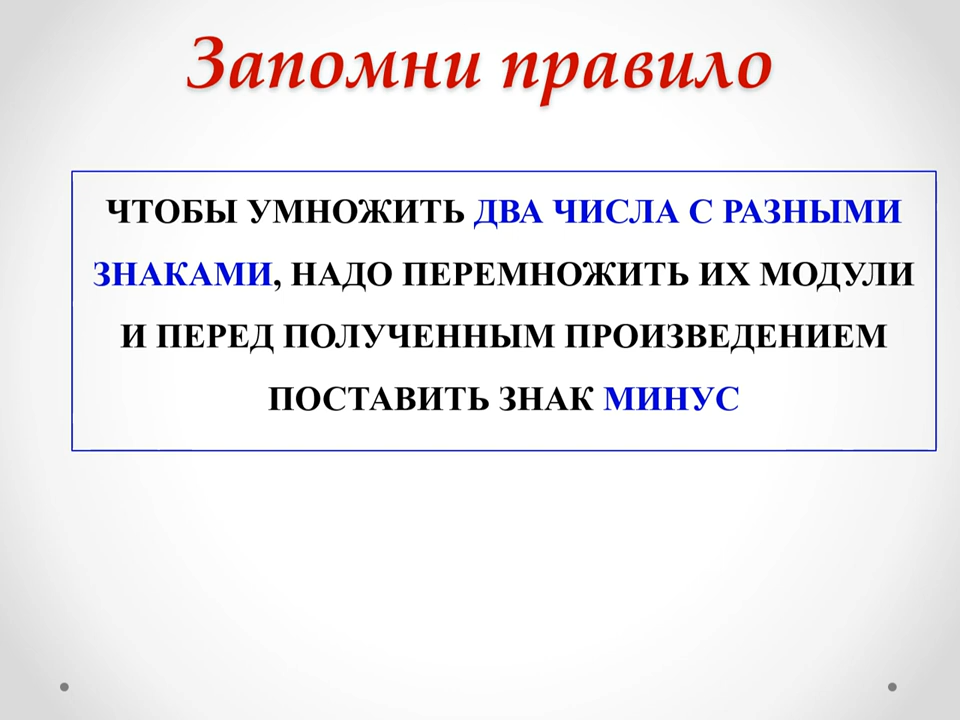 Запомни правило
ЧТОБЫ УМНОЖИТЬ ДВА ЧИСЛА С РАЗНЫМИ
ЗНАКАМИ, НАДО ПЕРЕМНОЖИТЬ ИХ МОДУЛИ
И ПЕРЕД ПОЛУЧЕННЫМ ПРОИЗВЕДЕНИЕМ
ПОСТАВИТЬ ЗНАК МИНУС